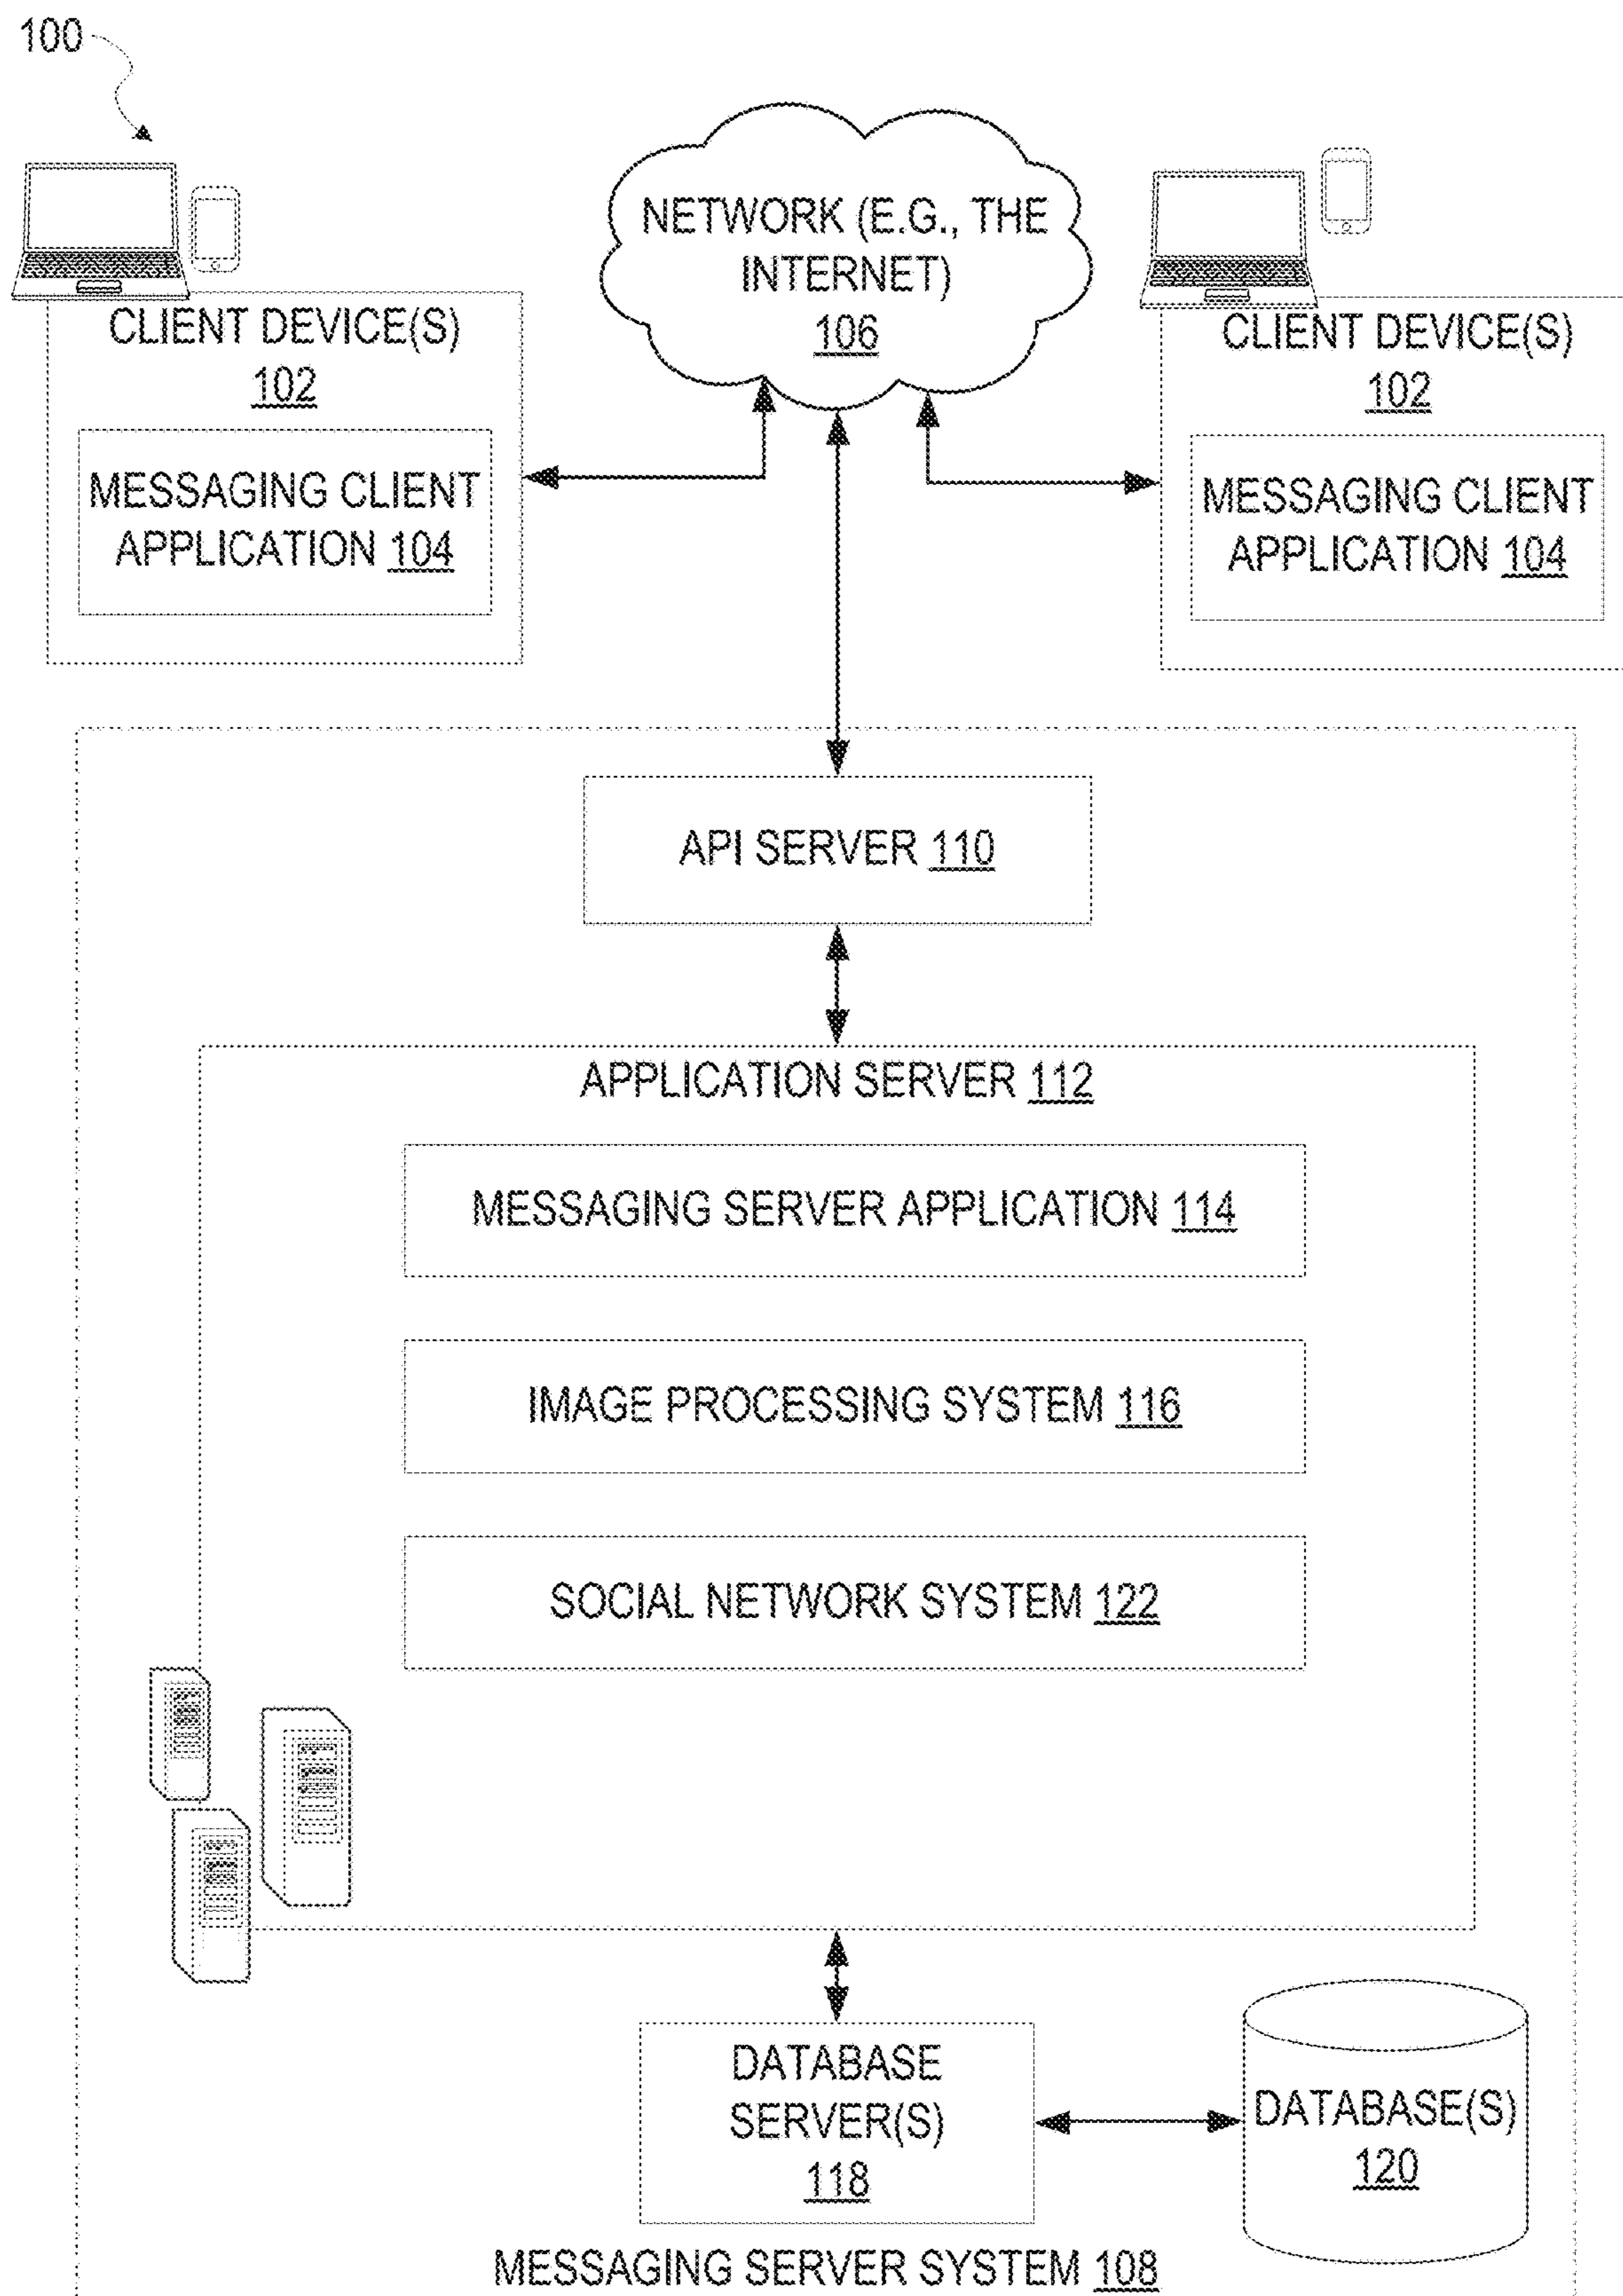 100
NETWORK (E.G., THE
INTERNET)
106
CLIENT DEVICE(S)
102
MESSAGING CLIENT
APPLICATION 104
CLIENT DEVICE(S)
102
MESSAGING CLIENT
APPLICATION 104
API SERVER 110
APPLICATION SERVER 112
MESSAGING SERVER APPLICATION 114
IMAGE PROCESSING SYSTEM 116
SOCIAL NETWORK SYSTEM 122
DATABASE
SERVER(S)
118
DATABASE(S)
120
MESSAGING SERVER SYSTEM 108